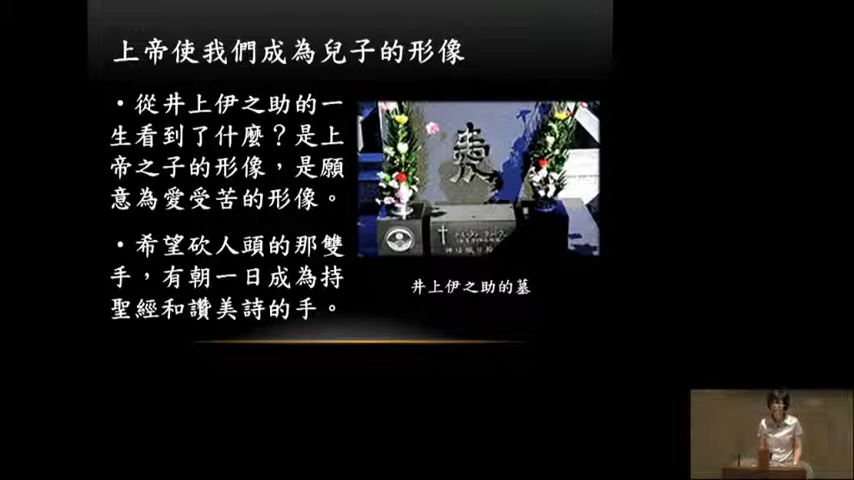 上帝使我們成為兒子的形像
•從井上伊之助的一
生看到了什麼？是上
帝之子的形像，是願
意為愛受苦的形像。
•希望砍人頭的那雙
手，有朝一日成為持
聖經和讚美詩的手。
愛
井上伊之助的墓